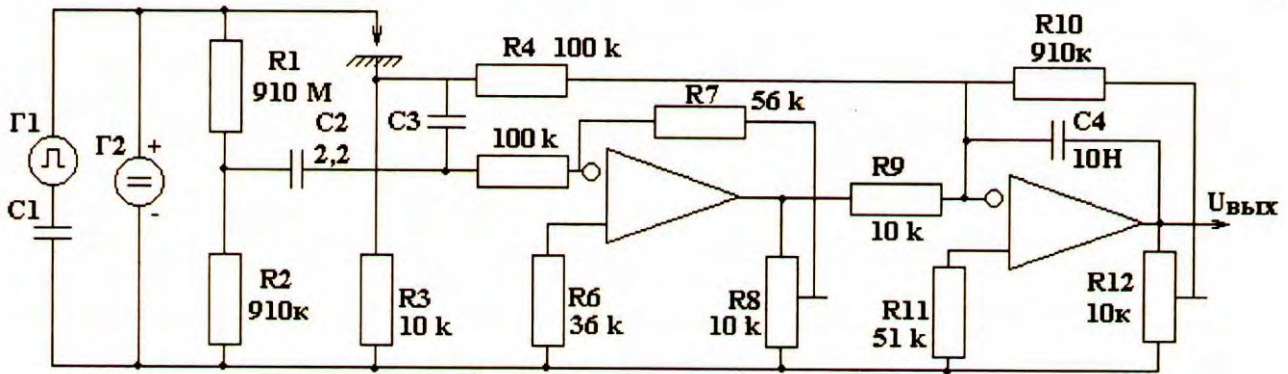 R10
910к
R4 100 k
R1
910 М
R7
56 k
C2
2,2
C3
C4
10Н
Г1
Г2
+
-
100 k
R9
10 k
Uвых
C1
R2
910к
R3
10 k
R6
36 k
R8
10 k
R11
51 k
R12
10к